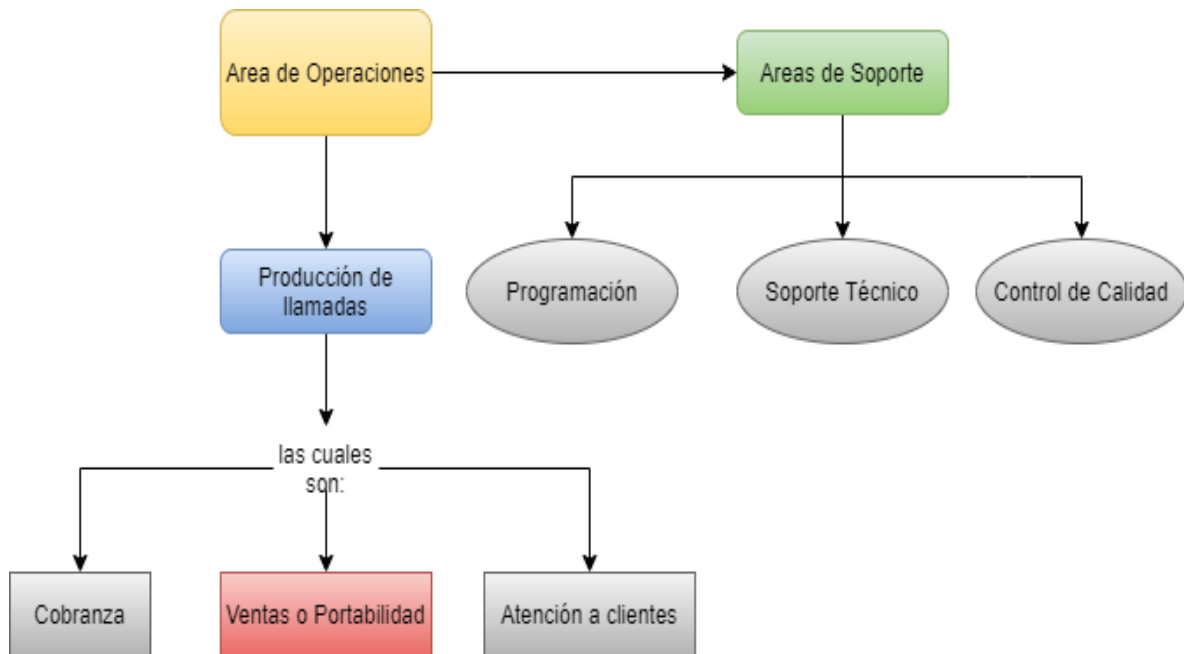 Area de Operaciones
Areas de Soporte
Producción de
llamadas
Programación
Soporte Técnico
Control de Calidad
las cuales
son:
Cobranza
Ventas o Portabilidad
Atención a clientes